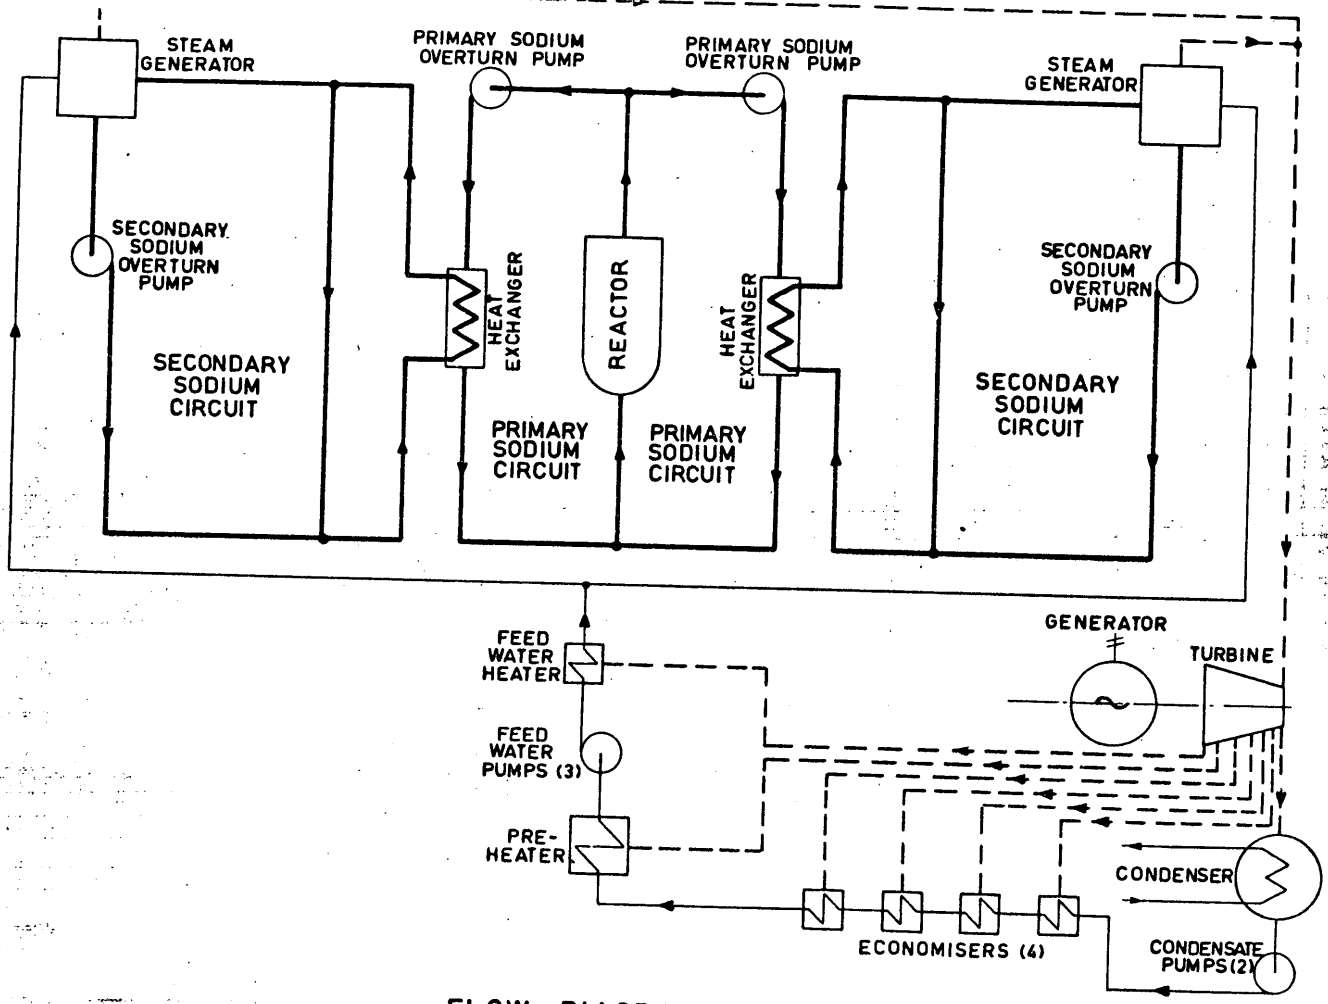 STEAM
GENERATOR
PRIMARY SODIUM
OVERTURN PUMP
PRIMARY SODIUM
OVERTURN PUMP
STEAM
GENERATOR
SECONDARY
SODIUM
OVERTURN
PUMP
SECONDARY
SODIUM
OVERTURN
PUMP
HEAT
EXCHANGER
REACTOR
HEAT
EXCHANGER
SECONDARY
SODIUM
CIRCUIT
PRIMARY
SODIUM
CIRCUIT
PRIMARY
SODIUM
CIRCUIT
SECONDARY
SODIUM
CIRCUIT
FEED
WATER
HEATER
GENERATOR
TURBINE
FEED
WATER
PUMPS (3)
PRE-
HEATER
CONDENSER
ECONOMISERS (4)
CONDENSATE
PUMPS (2)
FLOW